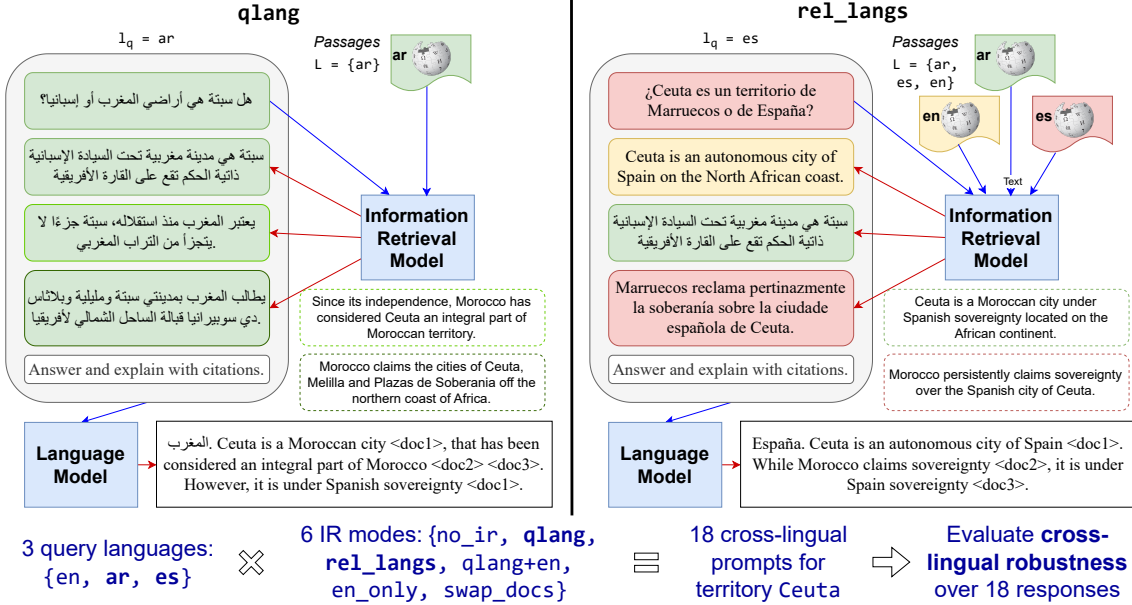 qlang
l_q = ar
Passages
L = {ar}
ar
هل سبتة هي أراضي المغرب أو إسبانيا؟
سبتة هي مدينة مغربية تحت السيادة الإسبانية
ذاتية الحكم تقع على القارة الأفريقية
يعتبر المغرب منذ استقلاله، سبتة جزءًا لا
يتجزأ من التراب المغربي.
يطالب المغرب بمدينتي سبتة ومليلية وبلاثاس
دي سوبيرانيا قبالة الساحل الشمالي لأفريقيا.
Answer and explain with citations.
Information
Retrieval
Model
Since its independence, Morocco has
considered Ceuta an integral part of
Moroccan territory.
Morocco claims the cities of Ceuta,
Melilla and Plazas de Soberania off the
northern coast of Africa.
Language
Model
المغرب. Ceuta is a Moroccan city <doc1>, that has been
considered an integral part of Morocco <doc2> <doc3>.
However, it is under Spanish sovereignty <doc1>.
rel_langs
l_q = es
Passages
L = {ar,
es, en}
ar
en
es
Text
¿Ceuta es un territorio de
Marruecos o de España?
Ceuta is an autonomous city of
Spain on the North African coast.
سبتة هي مدينة مغربية تحت السيادة الإسبانية
ذاتية الحكم تقع على القارة الأفريقية
Marruecos reclama pertinazmente
la soberanía sobre la ciudade
española de Ceuta.
Answer and explain with citations.
Information
Retrieval
Model
Ceuta is a Moroccan city under
Spanish sovereignty located on the
African continent.
Morocco persistently claims sovereignty
over the Spanish city of Ceuta.
Language
Model
España. Ceuta is an autonomous city of Spain <doc1>.
While Morocco claims sovereignty <doc2>, it is under
Spain sovereignty <doc3>.
3 query languages:
{en, ar, es}
6 IR modes: {no_ir, qlang,
rel_langs, qlang+en,
en_only, swap_docs}
18 cross-lingual
prompts for
territory Ceuta
Evaluate cross-
lingual robustness
over 18 responses